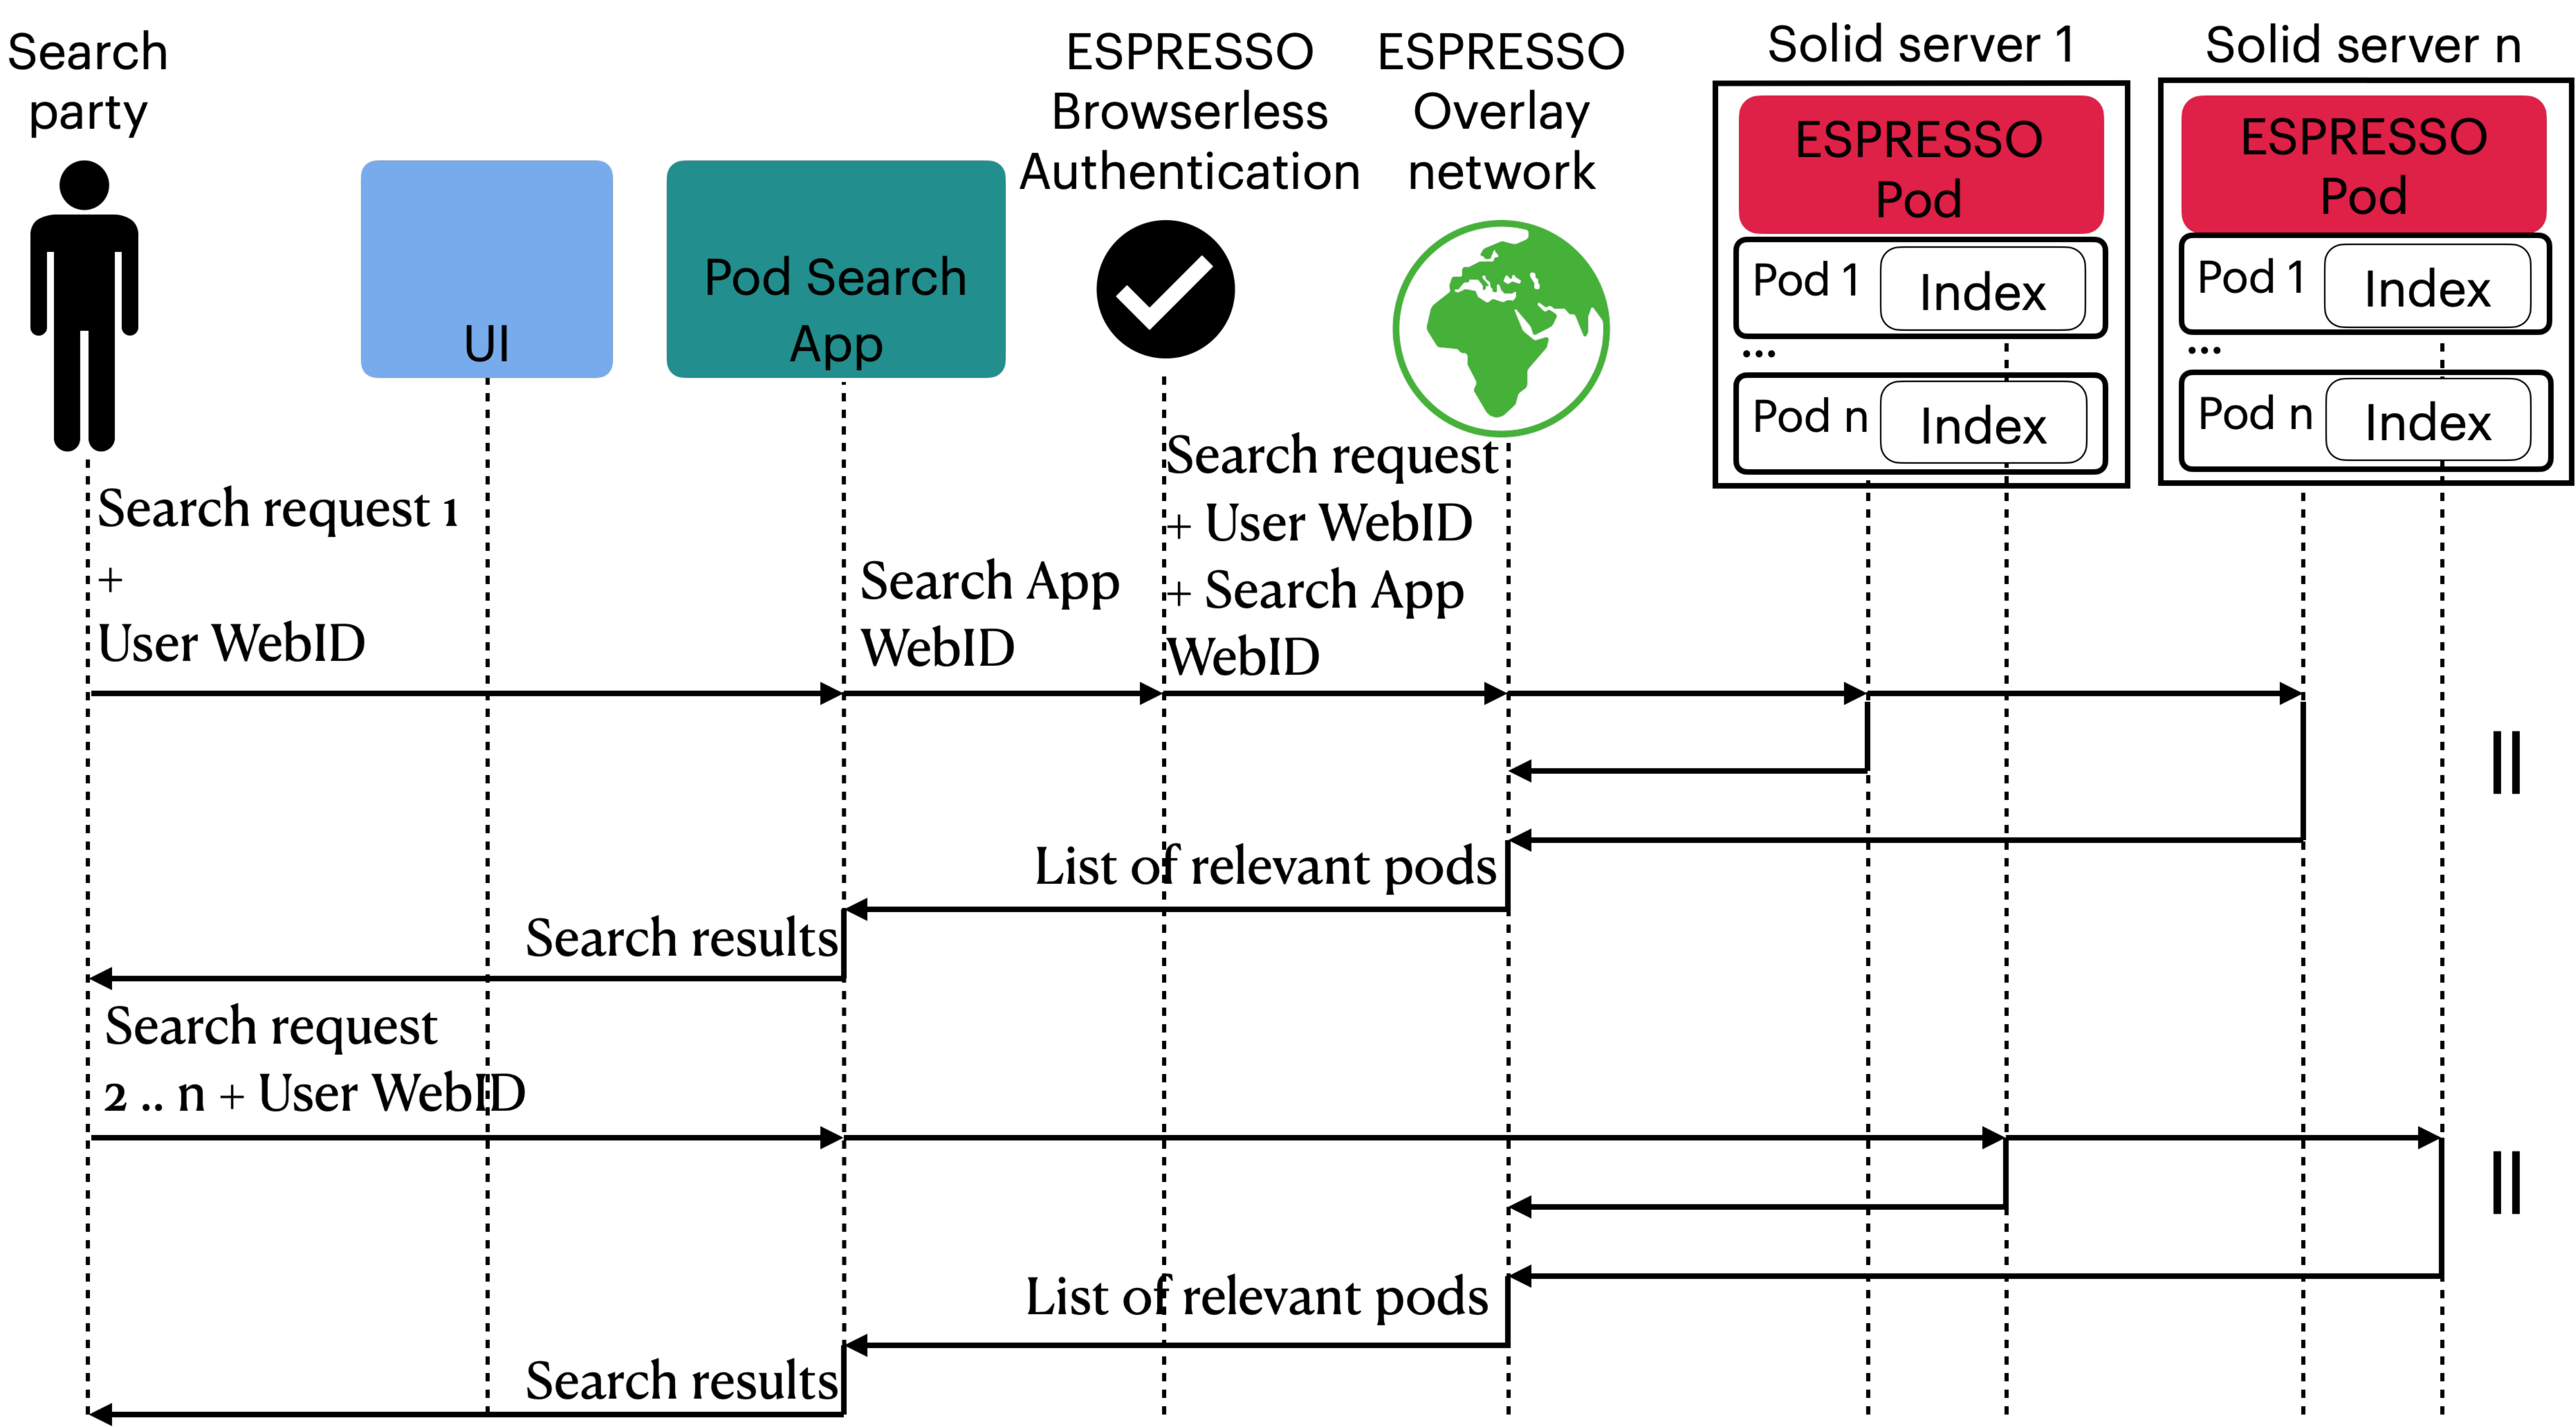 Search
party
UI
Pod Search
App
ESPRESSO
Browserless
Authentication
ESPRESSO
Overlay
network
Solid server 1
ESPRESSO
Pod
Pod 1
Index
...
Pod n
Index
Solid server n
ESPRESSO
Pod
Pod 1
Index
...
Pod n
Index
Search request 1
+
User WebID
Search App
WebID
Search request
+ User WebID
+ Search App
WebID
||
List of relevant pods
Search results
Search request
2 .. n + User WebID
||
List of relevant pods
Search results